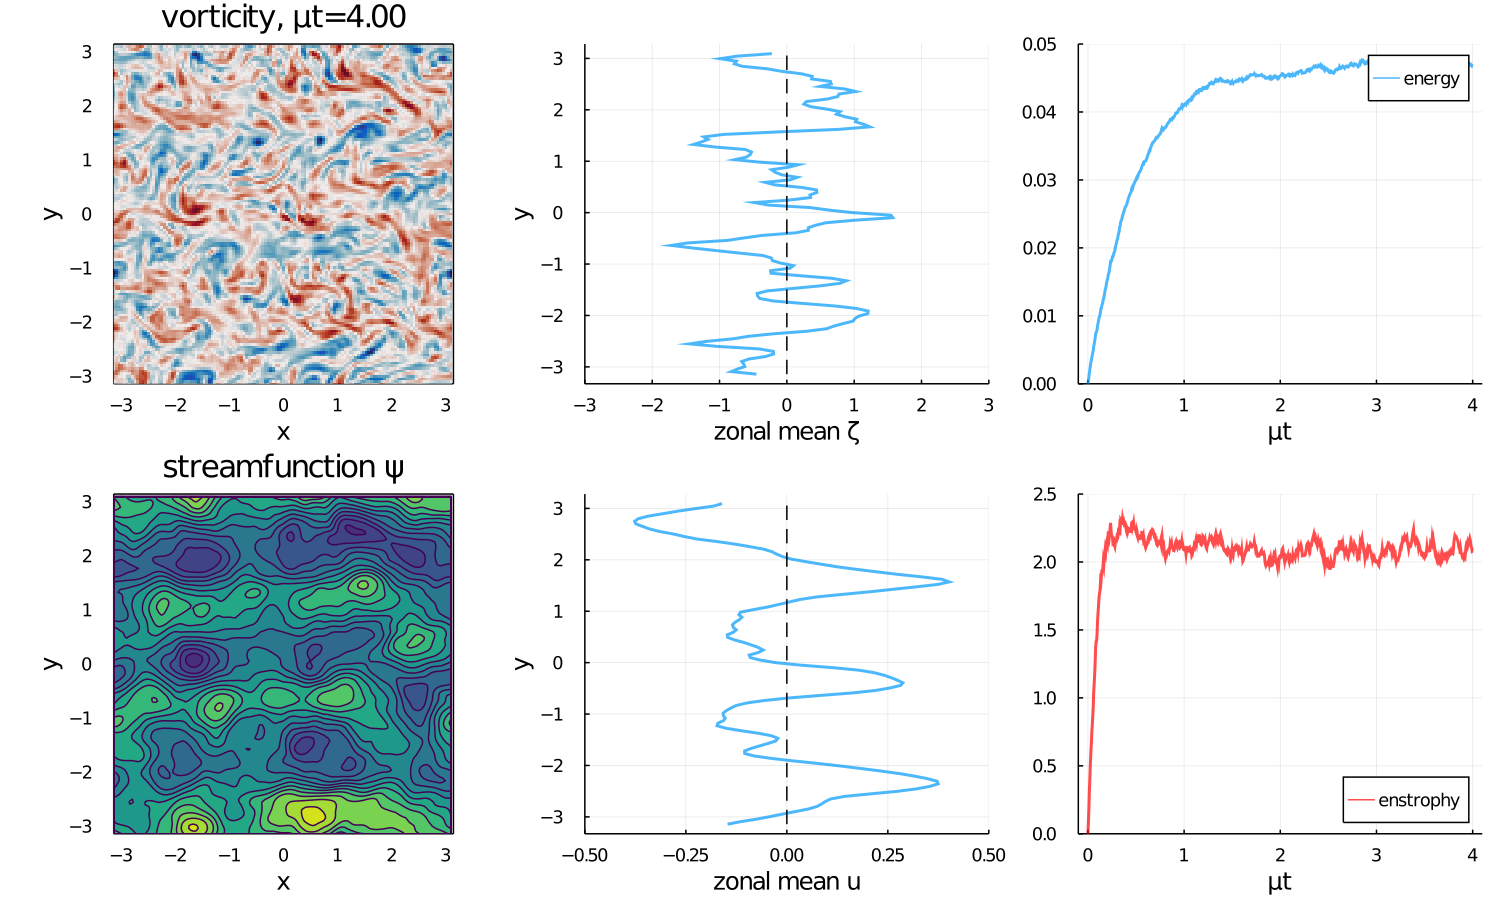 vorticity, μt=4.00
3
2
1
0
−1
−2
−3
y
−3 −2 −1 0 1 2 3
x
3
2
1
0
−1
−2
−3
y
−3 −2 −1 0 1 2 3
zonal mean ζ
0.05
0.04
0.03
0.02
0.01
0.00
energy
0 1 2 3 4
μt
streamfunction ψ
3
2
1
0
−1
−2
−3
y
−3 −2 −1 0 1 2 3
x
3
2
1
0
−1
−2
−3
y
−0.50 −0.25 0.00 0.25 0.50
zonal mean u
2.5
2.0
1.5
1.0
0.5
0.0
enstrophy
0 1 2 3 4
μt